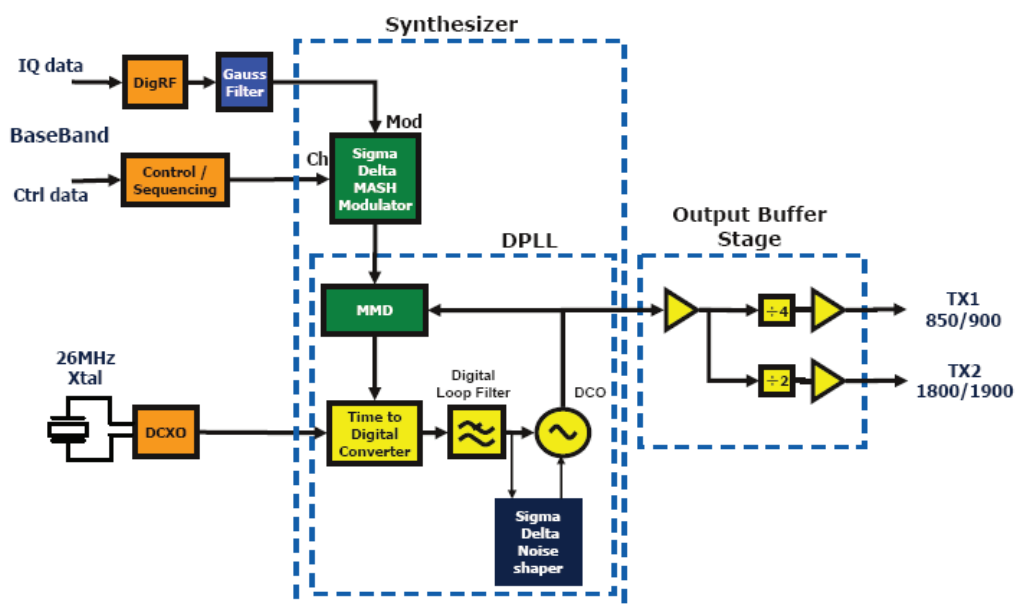 Synthesizer
IQ data
DigRF
Gauss
Filter
Mod
BaseBand
Ch
Sigma
Delta
MASH
Modulator
Control /
Sequencing
Ctrl data
Output Buffer
Stage
DPLL
MMD
÷4
TX1
850/900
26MHz
Xtal
Digital
Loop Filter
DCO
÷2
TX2
1800/1900
DCXO
Time to
Digital
Converter
Sigma
Delta
Noise
shaper